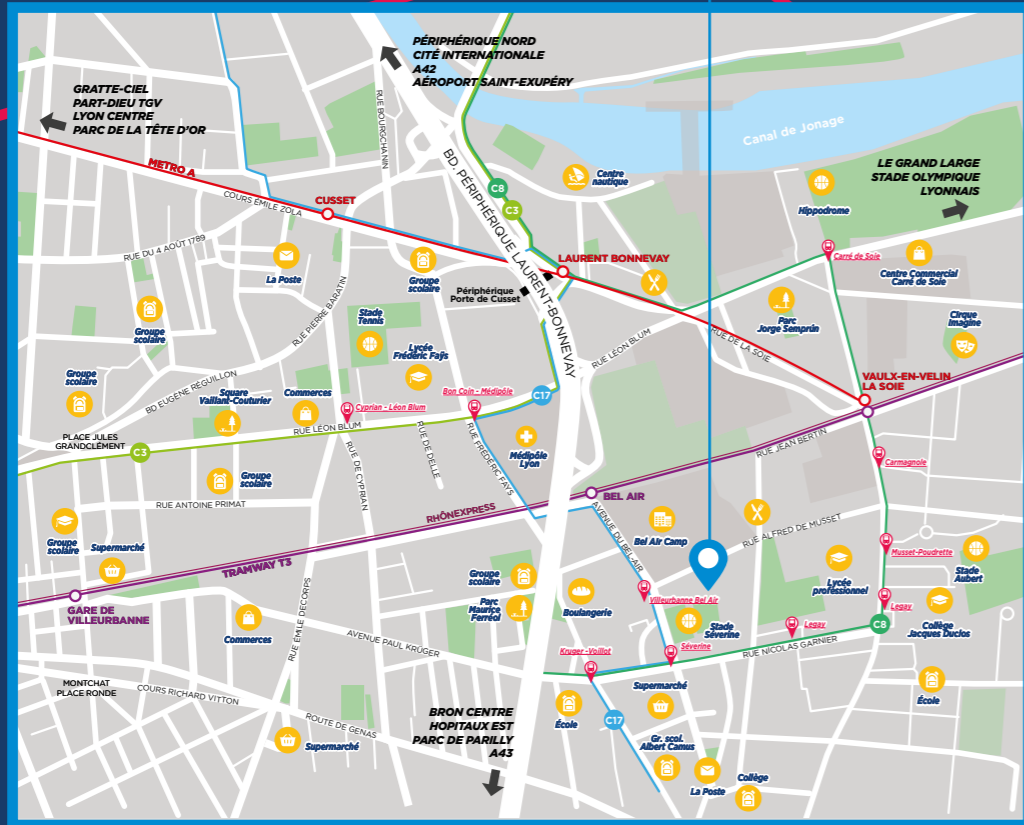 PÉRIPHÉRIQUE NORD
CITÉ INTERNATIONALE
A42
AÉROPORT SAINT-EXUPÉRY
GRATTE-CIEL
PART-DIEU TGV
LYON CENTRE
PARC DE LA TÊTE D'OR
RUE BOURGCHANIN
BD. PÉRIPHÉRIQUE LAURENT-BONNEVAY
Canal de Jonage
LE GRAND LARGE
STADE OLYMPIQUE
LYONNAIS
METRO A
COURS ÉMILE ZOLA
CUSSET
C8
C3
Centre
nautique
Hippodrome
RUE DU 4 AOÛT 1789
La Poste
Groupe
scolaire
LAURENT BONNEVAY
Carré de Soie
Centre Commercial
Carré de Soie
Périphérique
Porte de Cusset
Groupe
scolaire
RUE PIERRE BARATIN
Stade
Tennis
Parc
Jorge Semprùn
Cirque
Imagine
RUE DE LA SOIE
RUE LÉON BLUM
Lycée
Frédéric Faÿs
Groupe
scolaire
BD EUGÈNE RÉGUILLON
Square
Vaillant-Couturier
Commerces
Cyprian - Léon Blum
Bon Coin - Médipôle
C17
VAULX-EN-VELIN
LA SOIE
PLACE JULES
GRANDCLÉMENT
C3
RUE LÉON BLUM
RUE DE CYPRIAN
RUE DE DELLE
RUE FRÉDÉRIC FAYS
Médipôle
Lyon
RUE JEAN BERTIN
Carmagnole
Groupe
scolaire
RUE ANTOINE PRIMAT
RHÔNEXPRESS
BEL AIR
AVENUE DU BEL-AIR
Bel Air Camp
RUE ALFRED DE MUSSET
Groupe
scolaire
Supermarché
TRAMWAY T3
Musset-Poudrette
Stade
Aubert
Lycée
professionnel
Groupe
scolaire
Parc
Maurice
Ferréol
Boulangerie
Villeurbanne Bel Air
Legay
Collège
Jacques Duclos
GARE DE
VILLEURBANNE
Commerces
RUE ÉMILE DECORPS
AVENUE PAUL KRÜGER
Stade
Séverine
Séverine
Legay
C8
RUE NICOLAS GARNIER
Kruger - Voillot
MONTCHAT
PLACE RONDE
COURS RICHARD VITTON
ROUTE DE GENAS
Supermarché
BRON CENTRE
HOPITAUX EST
PARC DE PARILLY
A43
École
C17
Supermarché
Gr. scol.
Albert Camus
La Poste
Collège
École